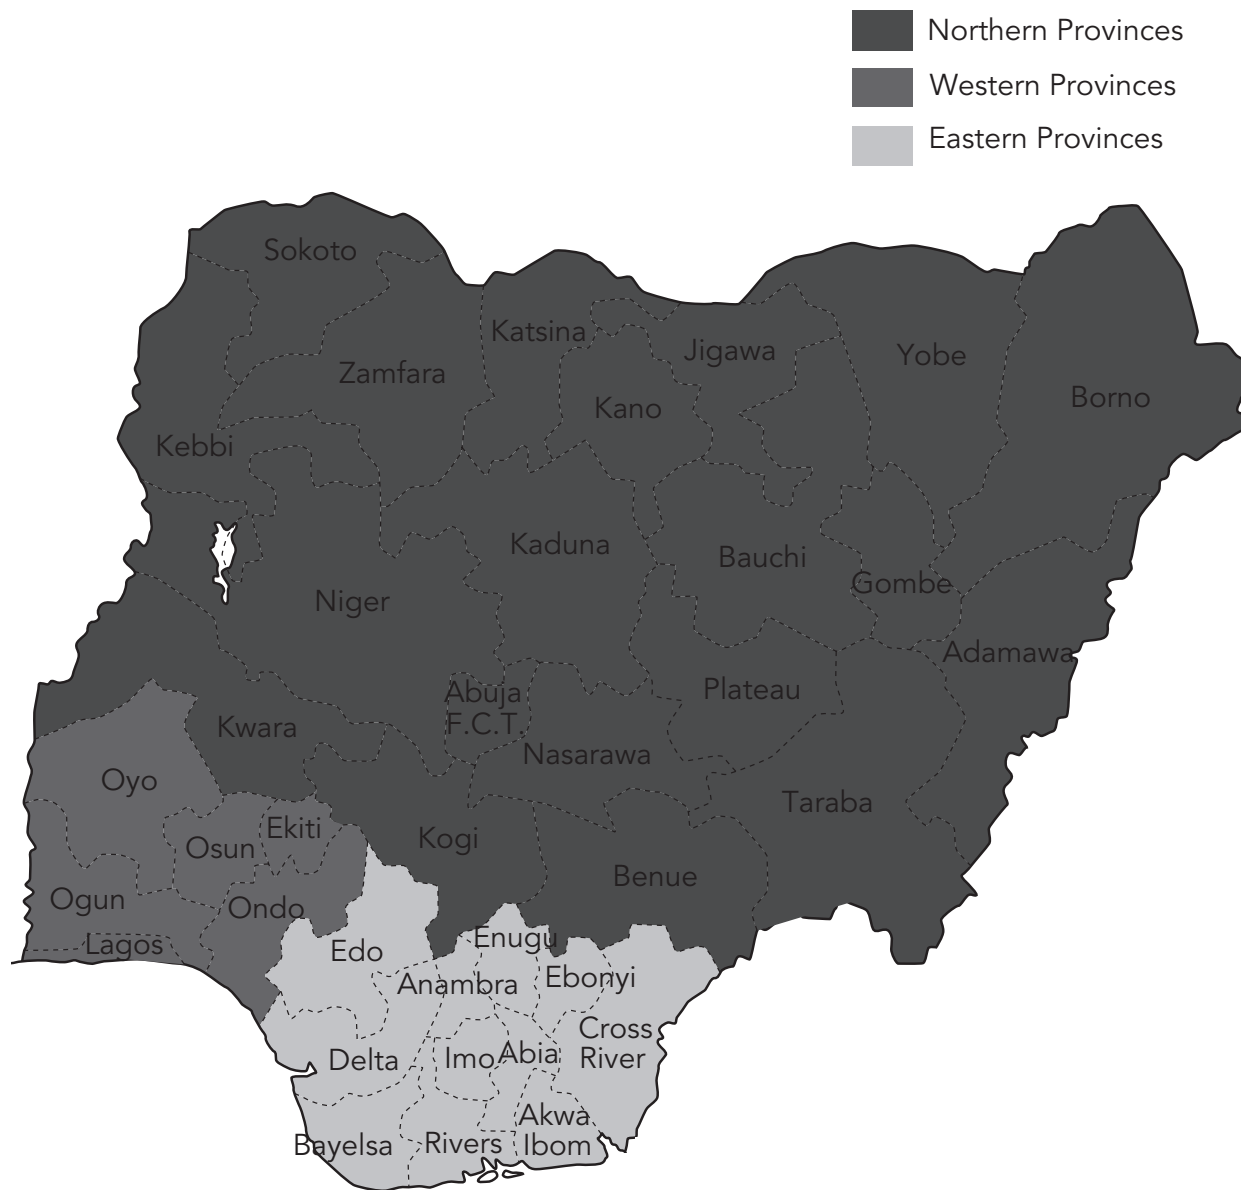 Northern Provinces
Western Provinces
Eastern Provinces
Sokoto
Katsina
Jigawa
Yobe
Zamfara
Kano
Borno
Kebbi
Kaduna
Bauchi
Gombe
Niger
Adamawa
Abuja
F.C.T.
Plateau
Kwara
Nasarawa
Oyo
Taraba
Ekiti
Osun
Kogi
Benue
Ogun
Ondo
Lagos
Edo
Enugu
Anambra
Ebonyi
Cross
River
Delta
Imo
Abia
Akwa
Ibom
Bayelsa
Rivers